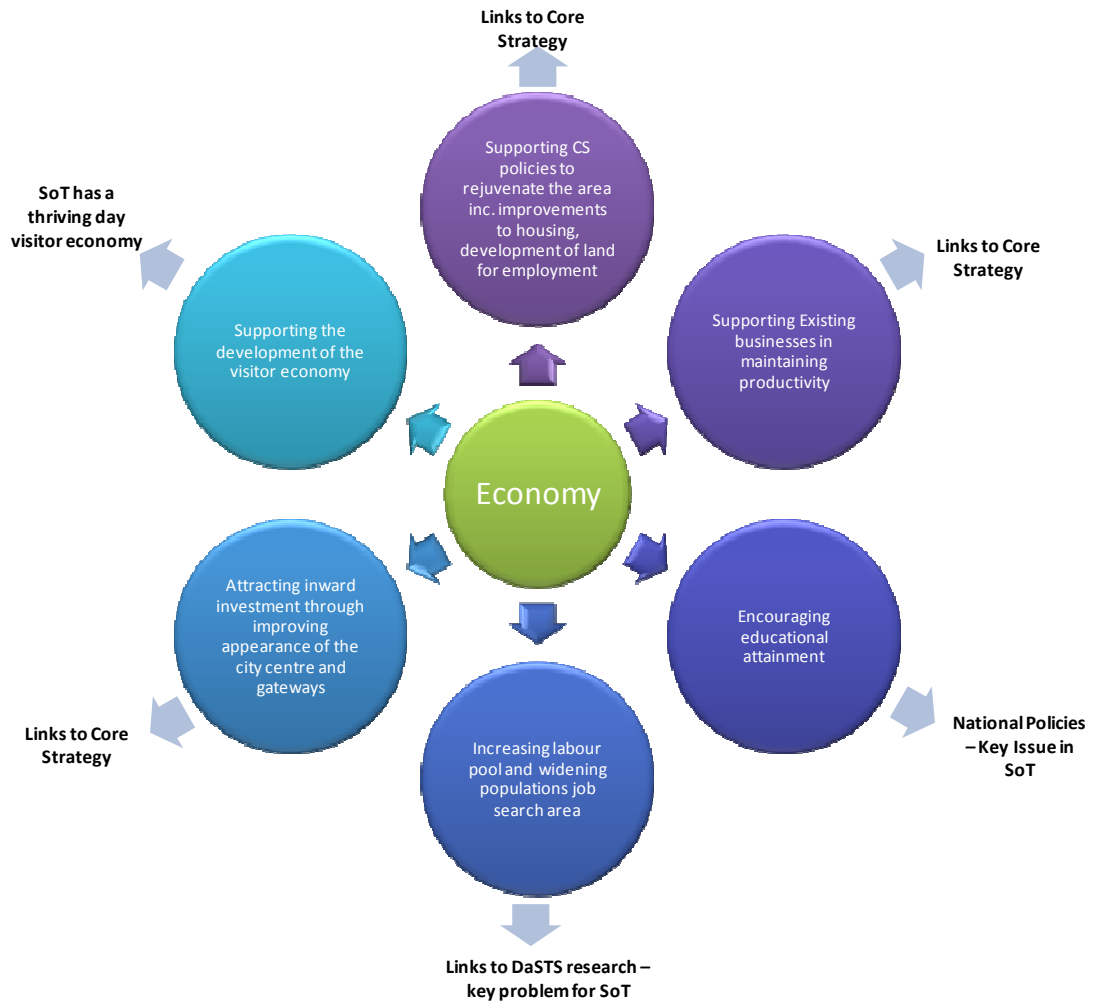 Links to Core
Strategy
Supporting CS
policies to
rejuvenate the area
inc. improvements
to housing,
development of land
for employment
SoT has a
thriving day
visitor economy
Links to Core
Strategy
Supporting the
development of the
visitor economy
Supporting Existing
businesses in
maintaining
productivity
Economy
Attracting inward
investment through
improving
appearance of the
city centre and
gateways
Encouraging
educational
attainment
Links to Core
Strategy
National Policies
– Key Issue in
SoT
Increasing labour
pool and widening
populations job
search area
Links to DaSTS research –
key problem for SoT